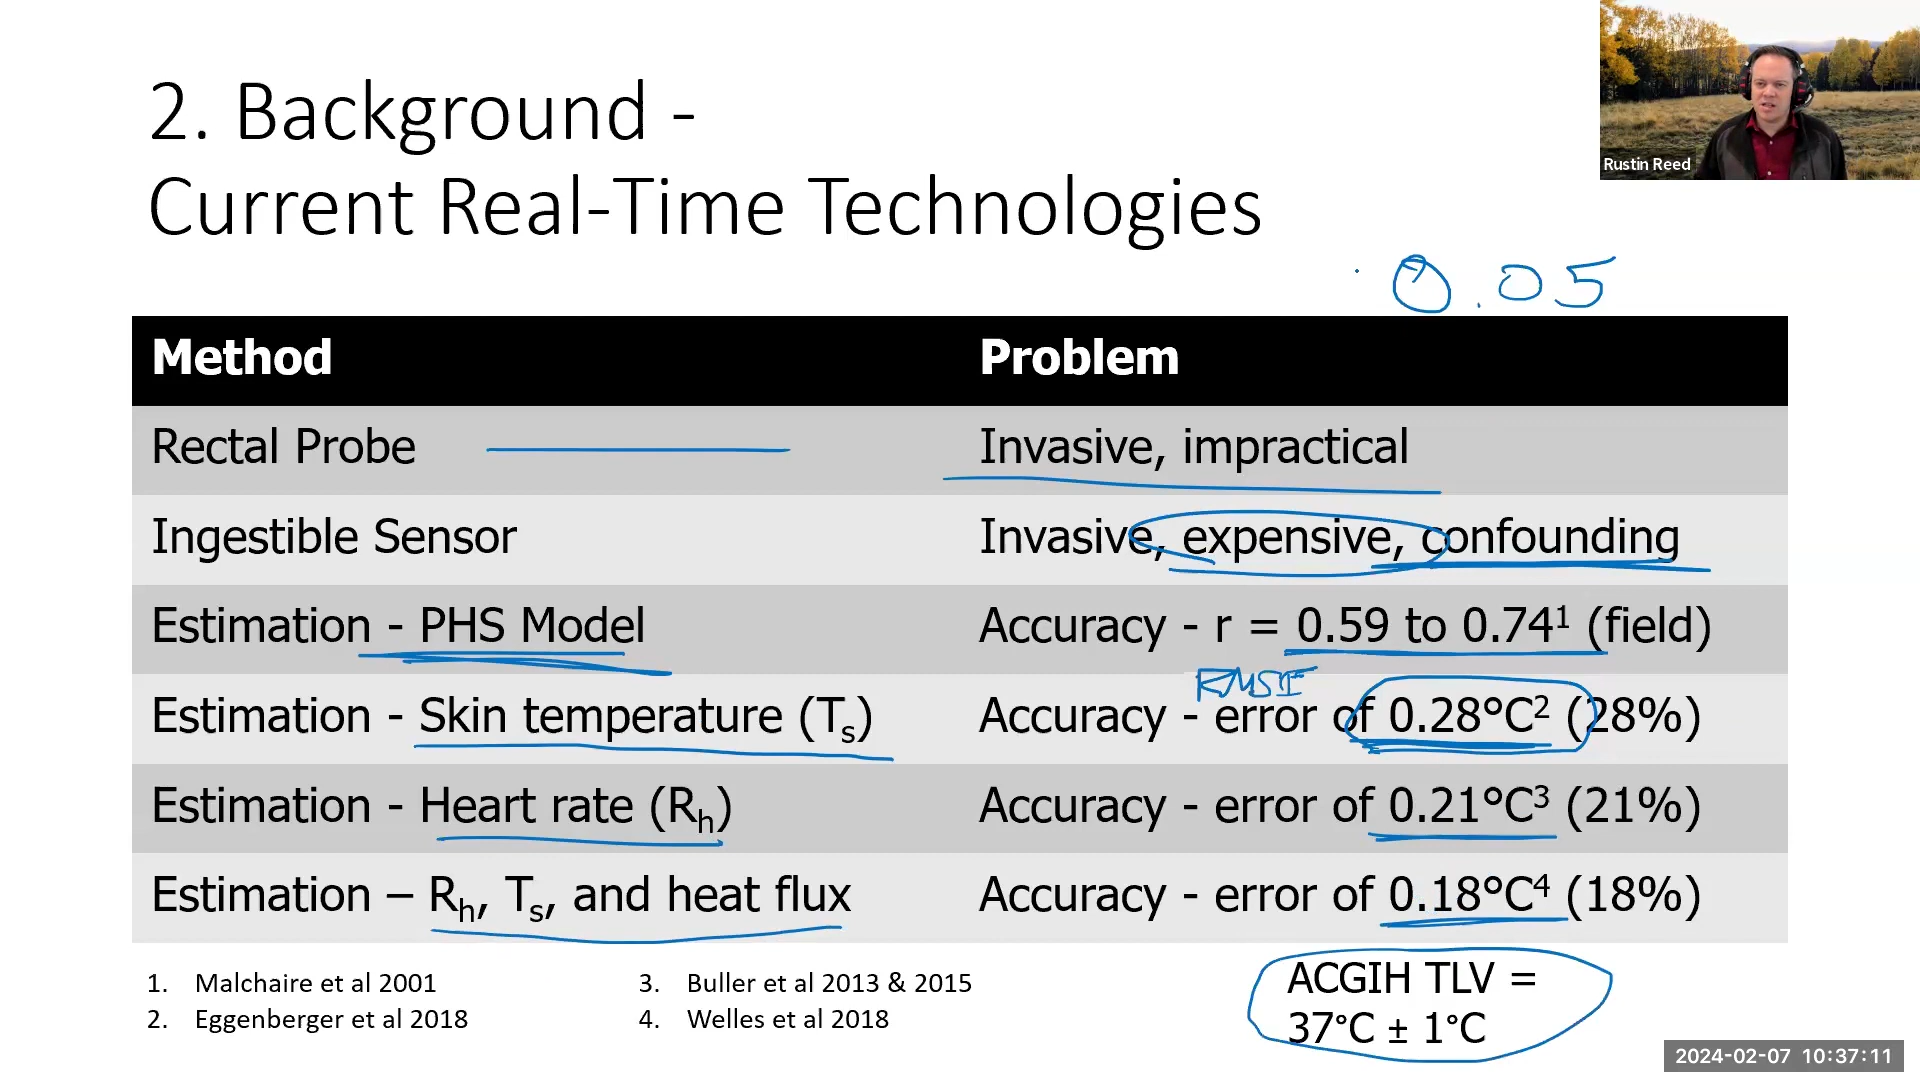 2. Background -
Current Real-Time Technologies
Rustin Reed
0.05
Method Problem
Rectal Probe Invasive, impractical
Ingestible Sensor Invasive, expensive, confounding
Estimation - PHS Model Accuracy - r = 0.59 to 0.74¹ (field)
RMSE
Estimation - Skin temperature (Tₛ) Accuracy - error of 0.28°C² (28%)
Estimation - Heart rate (Rₕ) Accuracy - error of 0.21°C³ (21%)
Estimation – Rₕ, Tₛ, and heat flux Accuracy - error of 0.18°C⁴ (18%)
1. Malchaire et al 2001
2. Eggenberger et al 2018
3. Buller et al 2013 & 2015
4. Welles et al 2018
ACGIH TLV =
37°C ± 1°C
2024-02-07 10:37:11